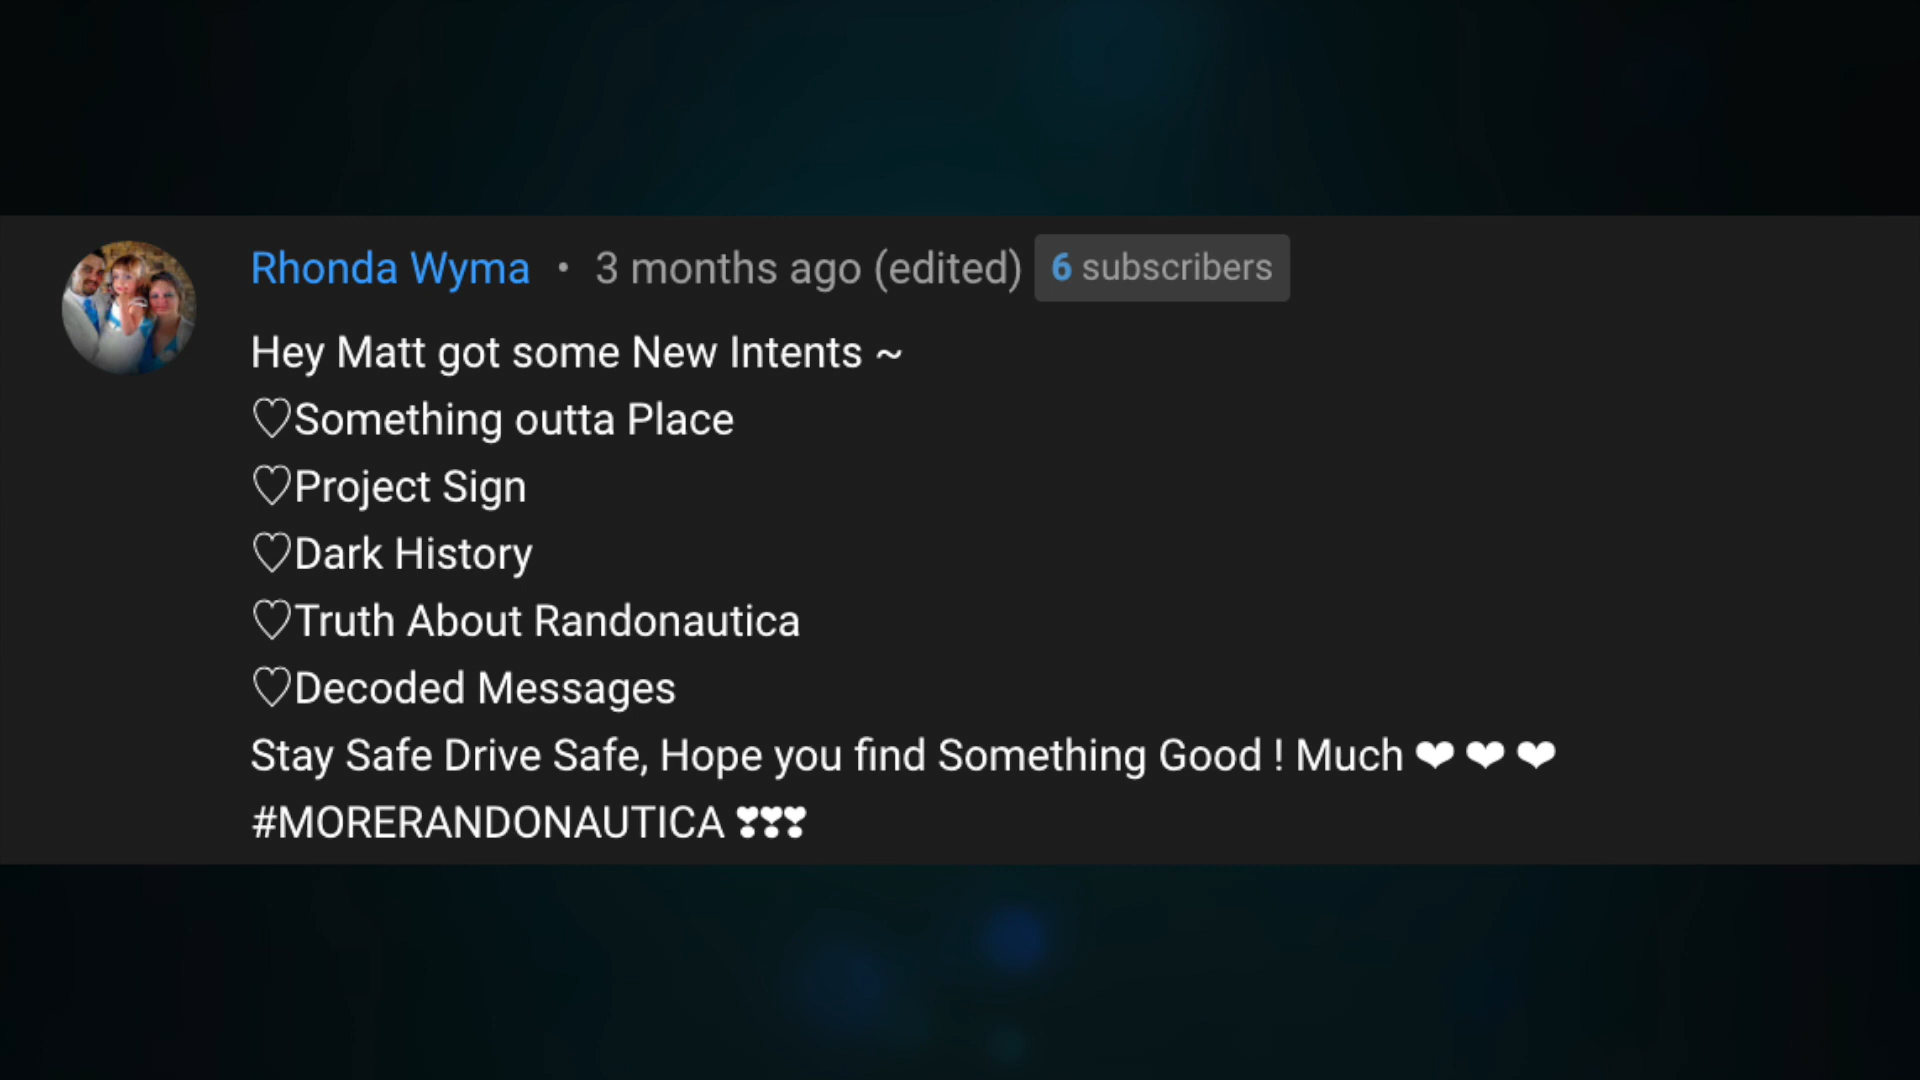 Rhonda Wyma • 3 months ago (edited) 6 subscribers
Hey Matt got some New Intents ~
♡Something outta Place
♡Project Sign
♡Dark History
♡Truth About Randonautica
♡Decoded Messages
Stay Safe Drive Safe, Hope you find Something Good ! Much ❤ ❤ ❤
#MORERANDONAUTICA ❣❣❣